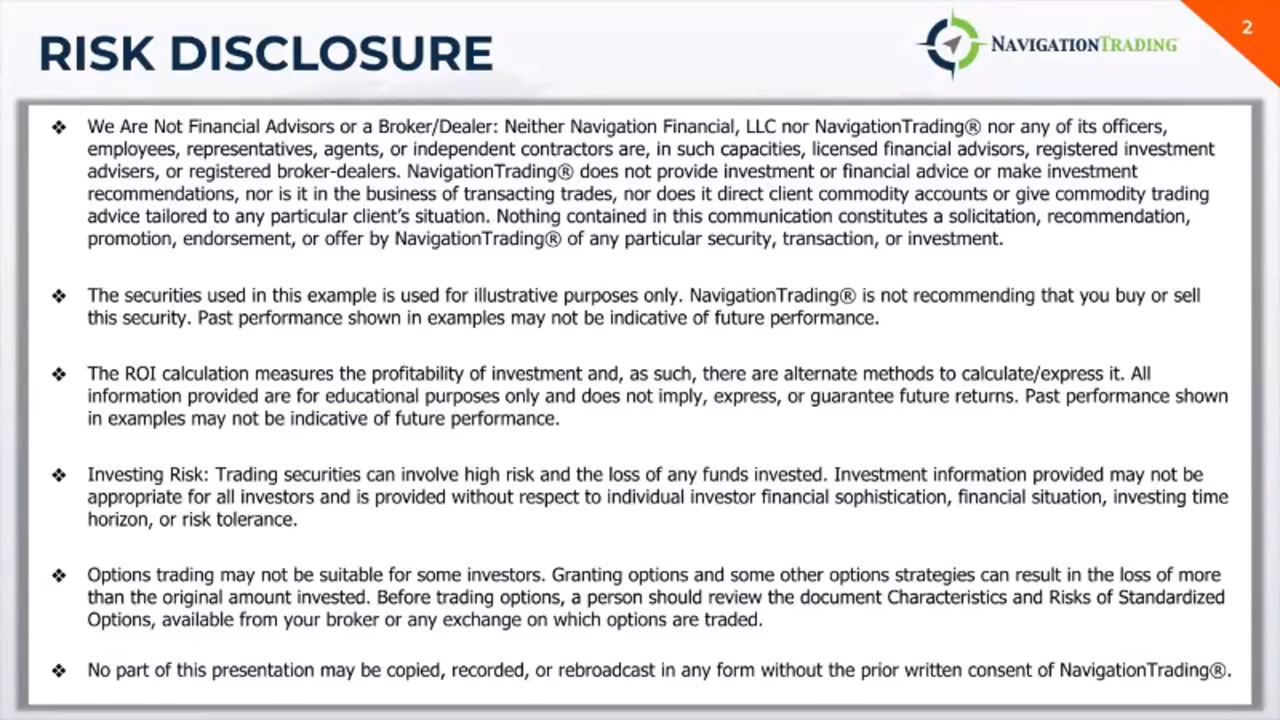 RISK DISCLOSURE
NAVIGATIONTRADING
2
❖ We Are Not Financial Advisors or a Broker/Dealer: Neither Navigation Financial, LLC nor NavigationTrading® nor any of its officers,
employees, representatives, agents, or independent contractors are, in such capacities, licensed financial advisors, registered investment
advisers, or registered broker-dealers. NavigationTrading® does not provide investment or financial advice or make investment
recommendations, nor is it in the business of transacting trades, nor does it direct client commodity accounts or give commodity trading
advice tailored to any particular client's situation. Nothing contained in this communication constitutes a solicitation, recommendation,
promotion, endorsement, or offer by NavigationTrading® of any particular security, transaction, or investment.
❖ The securities used in this example is used for illustrative purposes only. NavigationTrading® is not recommending that you buy or sell
this security. Past performance shown in examples may not be indicative of future performance.
❖ The ROI calculation measures the profitability of investment and, as such, there are alternate methods to calculate/express it. All
information provided are for educational purposes only and does not imply, express, or guarantee future returns. Past performance shown
in examples may not be indicative of future performance.
❖ Investing Risk: Trading securities can involve high risk and the loss of any funds invested. Investment information provided may not be
appropriate for all investors and is provided without respect to individual investor financial sophistication, financial situation, investing time
horizon, or risk tolerance.
❖ Options trading may not be suitable for some investors. Granting options and some other options strategies can result in the loss of more
than the original amount invested. Before trading options, a person should review the document Characteristics and Risks of Standardized
Options, available from your broker or any exchange on which options are traded.
❖ No part of this presentation may be copied, recorded, or rebroadcast in any form without the prior written consent of NavigationTrading®.